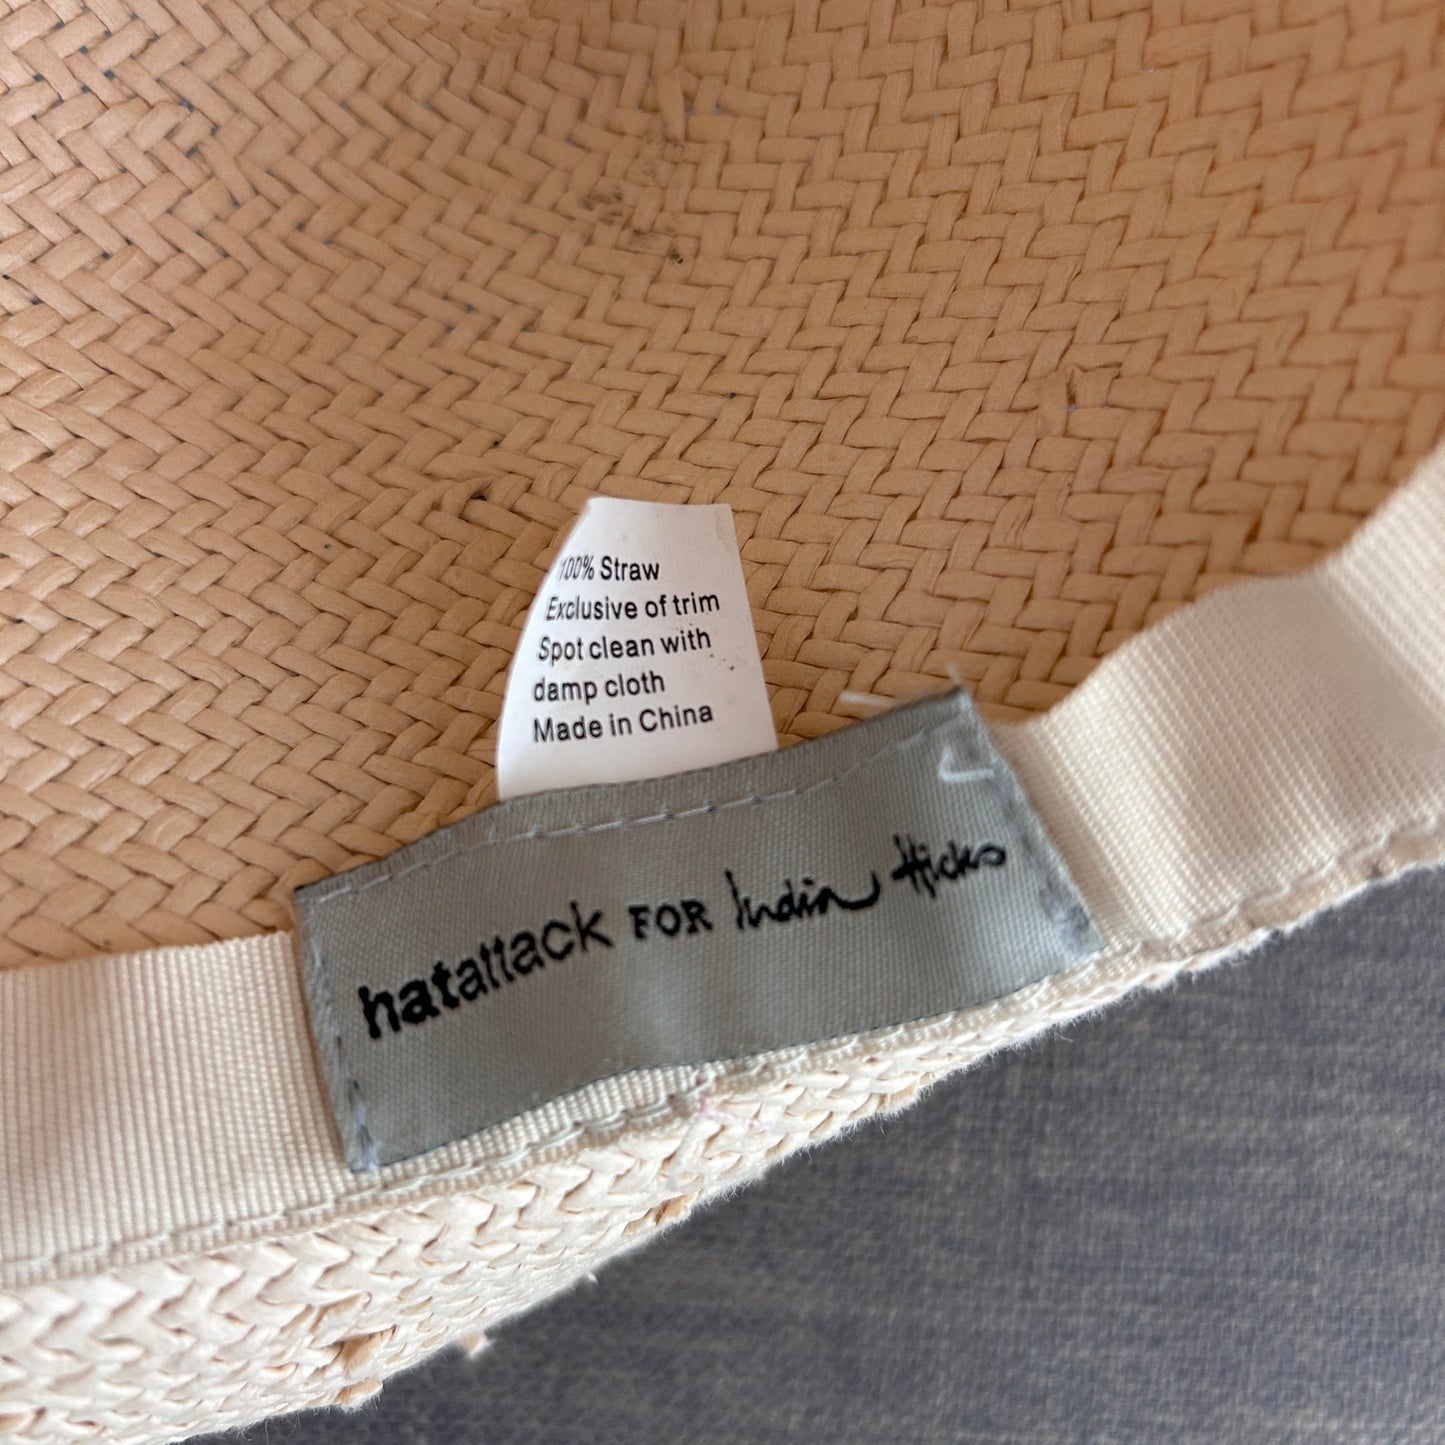 100% Straw
Exclusive of trim
Spot clean with
damp cloth
Made in China
hatattack FOR India Hicks